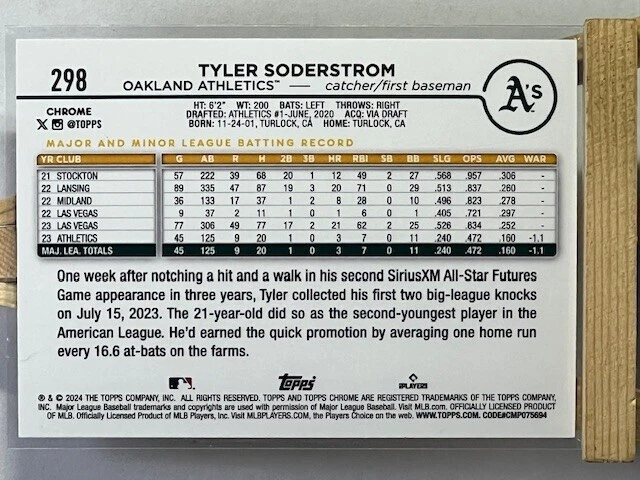 298
TYLER SODERSTROM
OAKLAND ATHLETICS™ — catcher/first baseman
A's
CHROME
@TOPPS
HT: 6'2" WT: 200 BATS: LEFT THROWS: RIGHT
DRAFTED: ATHLETICS #1-JUNE, 2020 ACQ: VIA DRAFT
BORN: 11-24-01, TURLOCK, CA HOME: TURLOCK, CA
MAJOR AND MINOR LEAGUE BATTING RECORD
YR CLUB G AB R H 2B 3B HR RBI SB BB SLG OPS AVG WAR
21 STOCKTON 57 222 39 68 20 1 12 49 2 27 .568 .957 .306 -
22 LANSING 89 335 47 87 19 3 20 71 0 29 .513 .837 .260 -
22 MIDLAND 36 133 17 37 1 2 8 28 0 10 .496 .823 .278 -
22 LAS VEGAS 9 37 2 11 1 0 1 6 0 1 .405 .721 .297 -
23 LAS VEGAS 77 306 49 77 17 2 21 62 2 25 .526 .834 .252 -
23 ATHLETICS 45 125 9 20 1 0 3 7 0 11 .240 .472 .160 -1.1
MAJ. LEA. TOTALS 45 125 9 20 1 0 3 7 0 11 .240 .472 .160 -1.1
One week after notching a hit and a walk in his second SiriusXM All-Star Futures
Game appearance in three years, Tyler collected his first two big-league knocks
on July 15, 2023. The 21-year-old did so as the second-youngest player in the
American League. He'd earned the quick promotion by averaging one home run
every 16.6 at-bats on the farms.
Topps
PLAYERS
® & © 2024 THE TOPPS COMPANY, INC. ALL RIGHTS RESERVED. TOPPS AND TOPPS CHROME ARE REGISTERED TRADEMARKS OF THE TOPPS COMPANY,
INC. Major League Baseball trademarks and copyrights are used with permission of Major League Baseball. Visit MLB.com. OFFICIALLY LICENSED PRODUCT
OF MLB. Officially Licensed Product of MLB Players, Inc. Visit MLBPLAYERS.com, the Players Choice on the web. WWW.TOPPS.COM. CODE#CMP075694